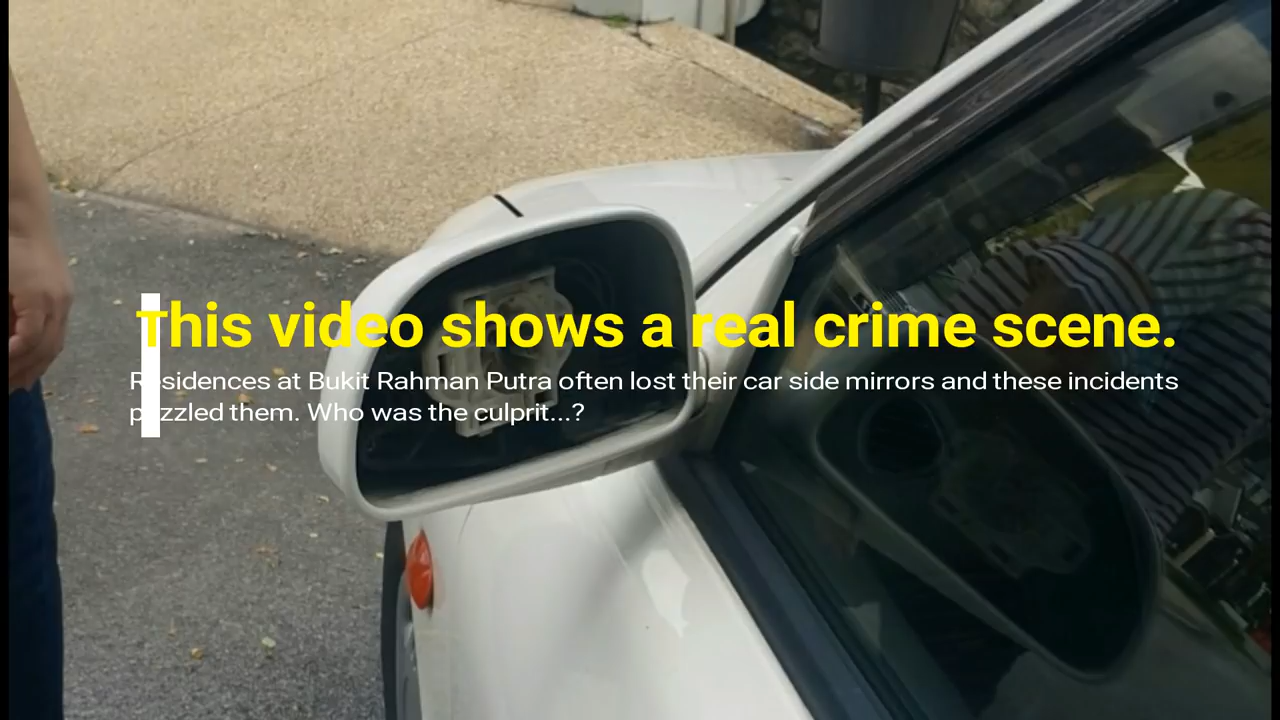 This video shows a real crime scene.
Residences at Bukit Rahman Putra often lost their car side mirrors and these incidents
puzzled them. Who was the culprit...?